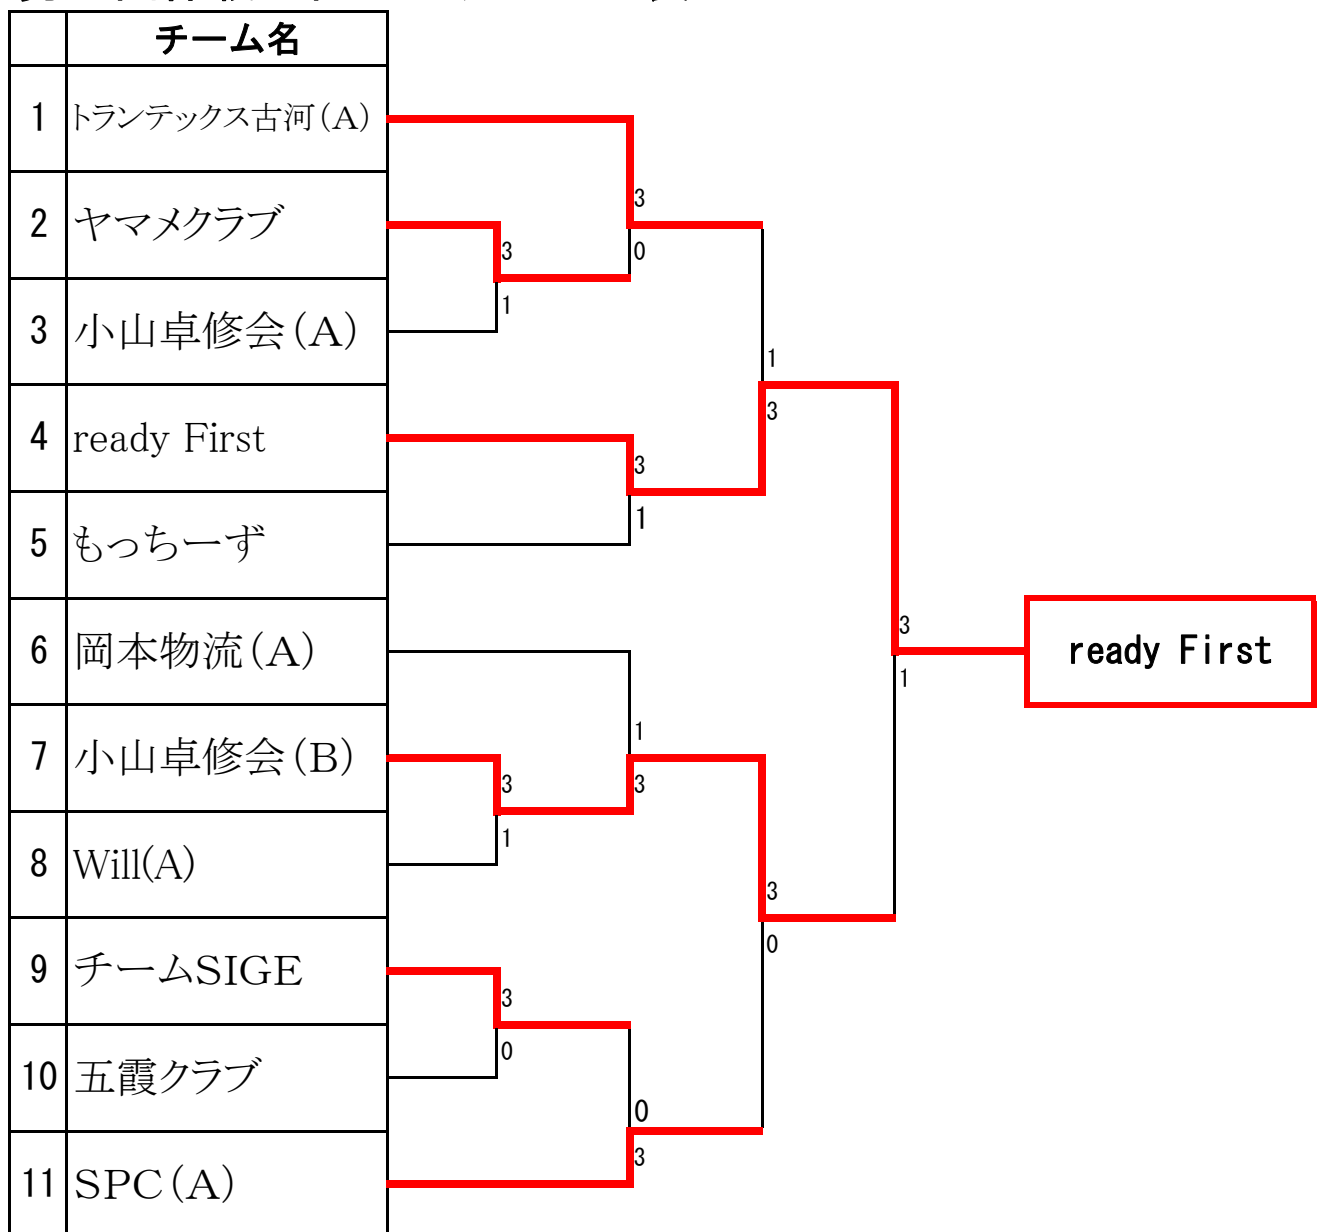 チーム名
1 トランテックス古河(A)
2 ヤマメクラブ
3 小山卓修会(A)
4 ready First
5 もっちーず
6 岡本物流(A)
7 小山卓修会(B)
8 Will(A)
9 チームSIGE
10 五霞クラブ
11 SPC(A)
3
0
3
1
1
3
3
1
3
1
1
3
3
1
3
0
3
0
0
3
ready First